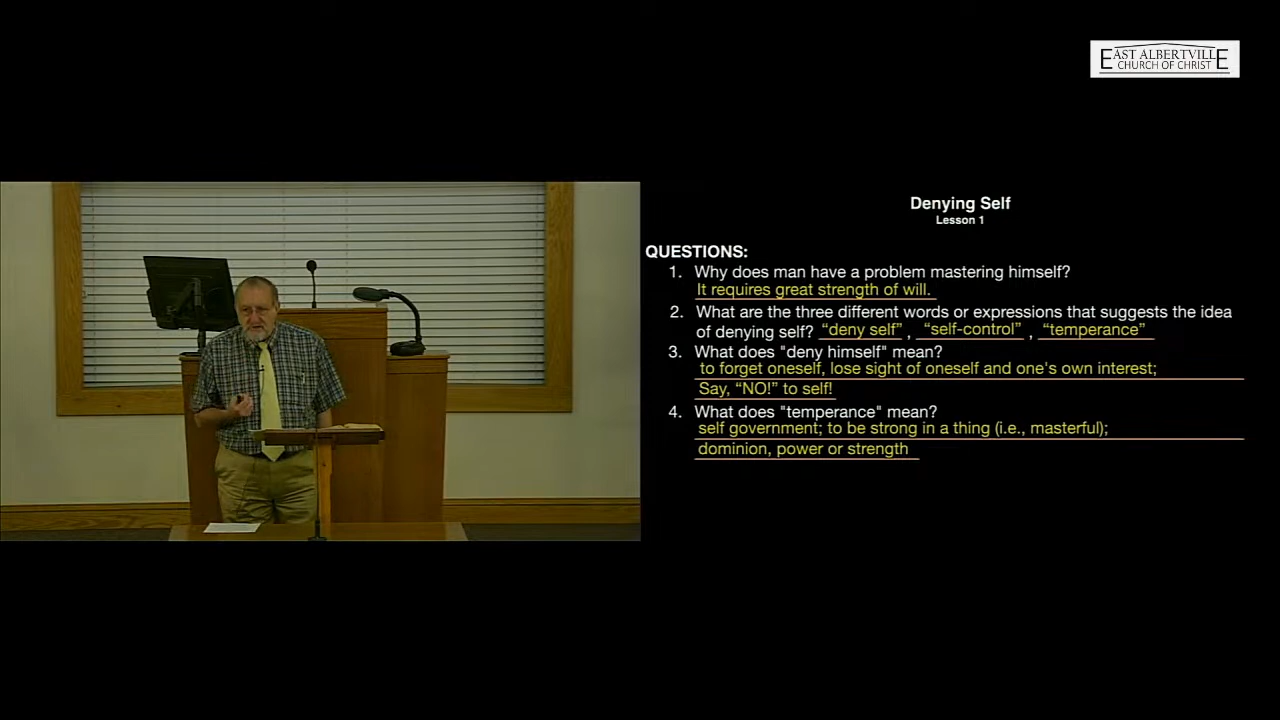 EAST ALBERTVILLE
CHURCH OF CHRIST
Denying Self
Lesson 1
QUESTIONS:
1. Why does man have a problem mastering himself?
It requires great strength of will.
2. What are the three different words or expressions that suggests the idea
of denying self? “deny self”, “self-control” , “temperance”
3. What does "deny himself" mean?
to forget oneself, lose sight of oneself and one's own interest;
Say, “NO!” to self!
4. What does "temperance" mean?
self government; to be strong in a thing (i.e., masterful);
dominion, power or strength